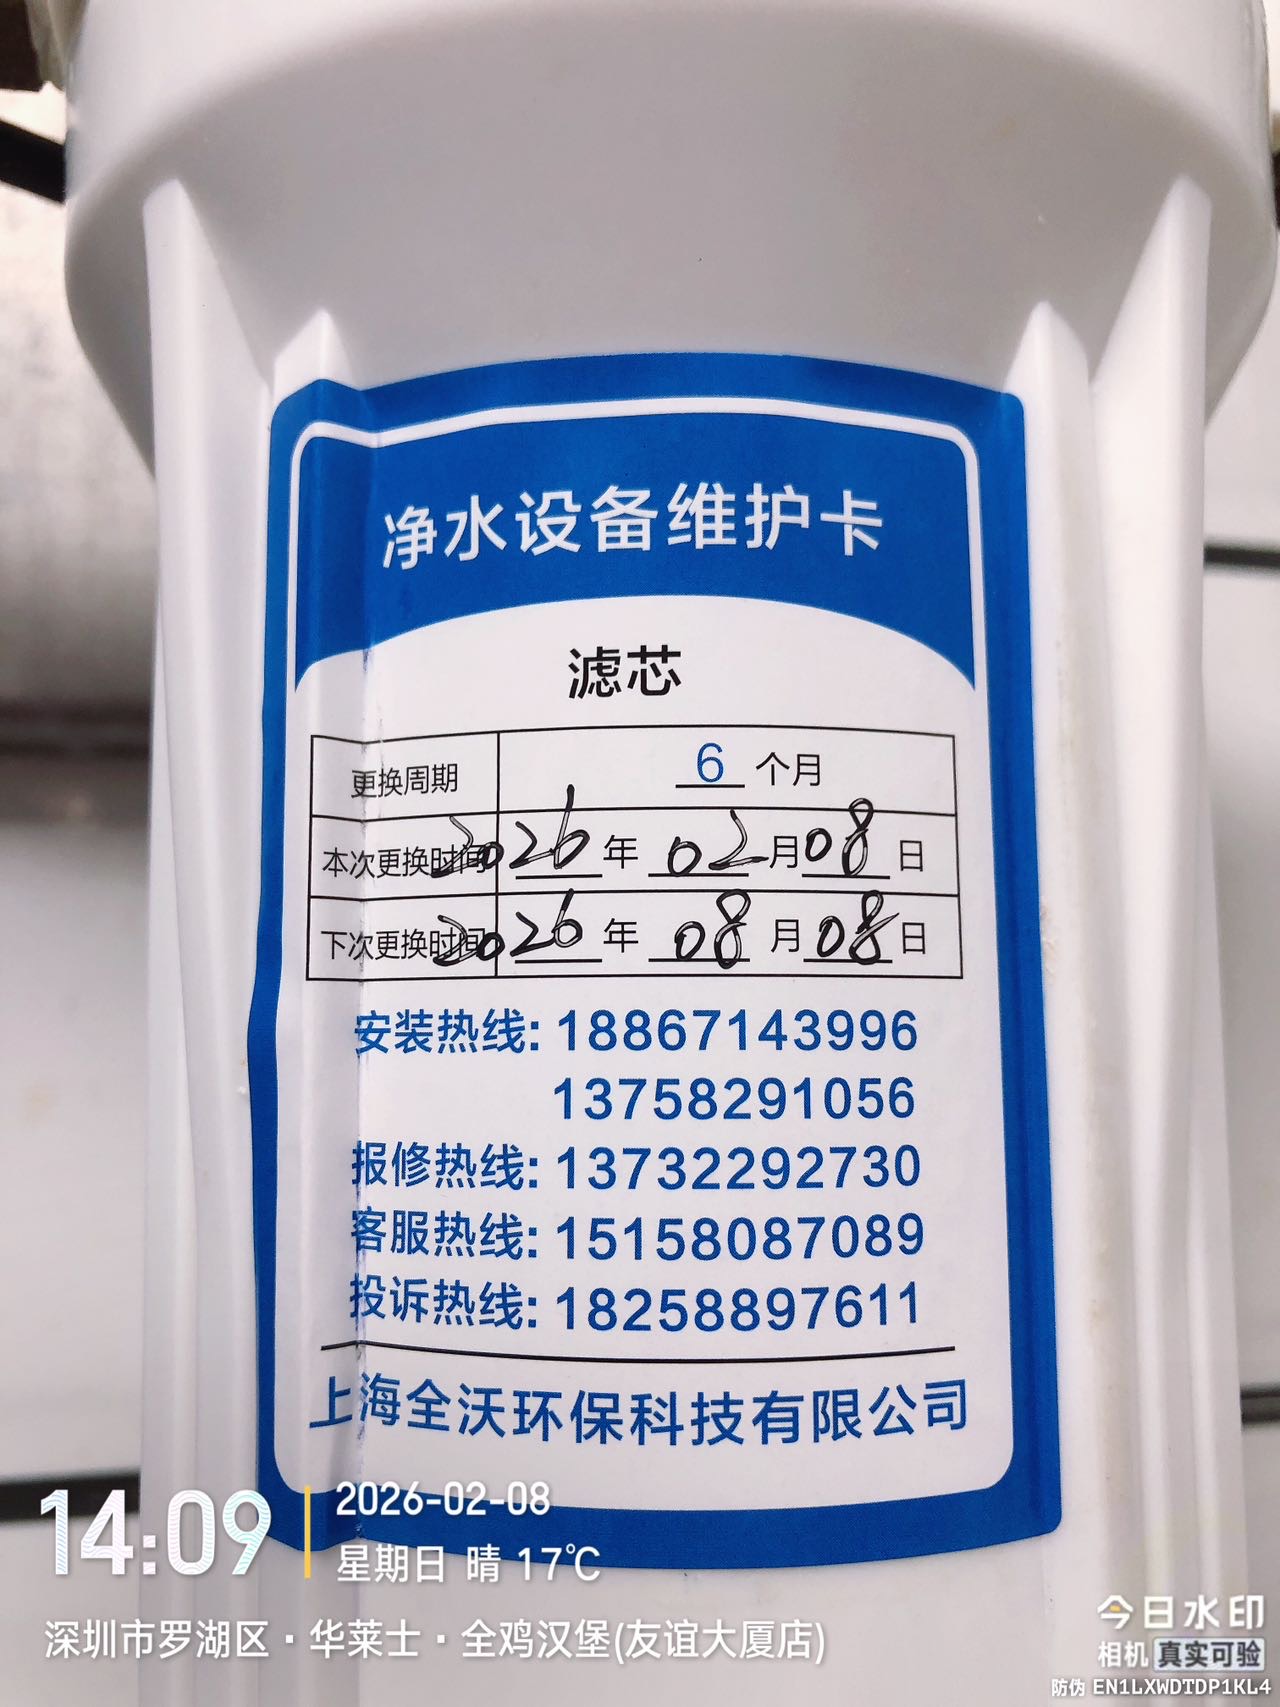 净水设备维护卡
滤芯
更换周期 6 个月
本次更换时间 2026 年 02 月 08 日
下次更换时间 2026 年 08 月 08 日
安装热线: 18867143996
13758291056
报修热线: 13732292730
客服热线: 15158087089
投诉热线: 18258897611
上海全沃环保科技有限公司
14:09
2026-02-08
星期日 晴 17℃
深圳市罗湖区·华莱士·全鸡汉堡(友谊大厦店)
今日水印
相机 真实可验
防伪 EN1LXWDTDP1KL4